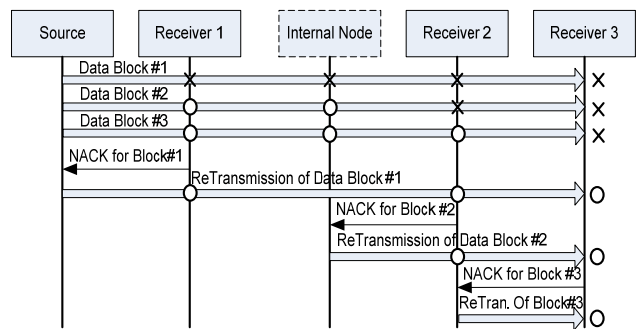 Source
Receiver 1
Internal Node
Receiver 2
Receiver 3
Data Block #1
Data Block #2
Data Block #3
NACK for Block#1
ReTransmission of Data Block #1
NACK for Block #2
ReTransmission of Data Block #2
NACK for Block #3
ReTran. Of Block#3